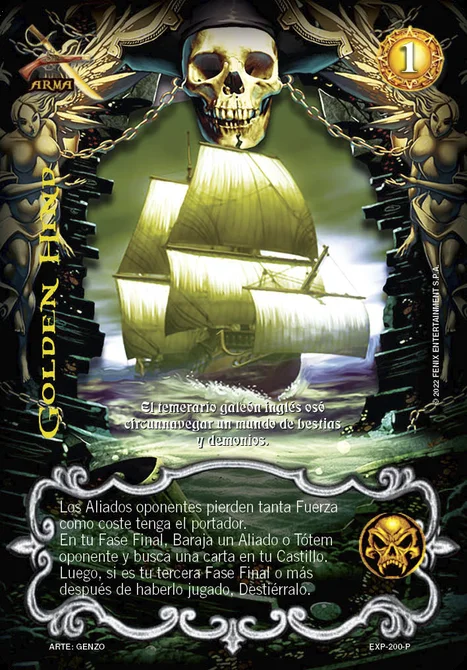 1
ARMA
GOLDEN HIND
© 2022 FENIX ENTERTAINMENT S.P.A.
El temerario galeón inglés osó
circunnavegar un mundo de bestias
y demonios.
Los Aliados oponentes pierden tanta Fuerza
como coste tenga el portador.
En tu Fase Final, Baraja un Aliado o Tótem
oponente y busca una carta en tu Castillo.
Luego, si es tu tercera Fase Final o más
después de haberlo jugado, Destiérralo.
ARTE: GENZO
EXP-200-P